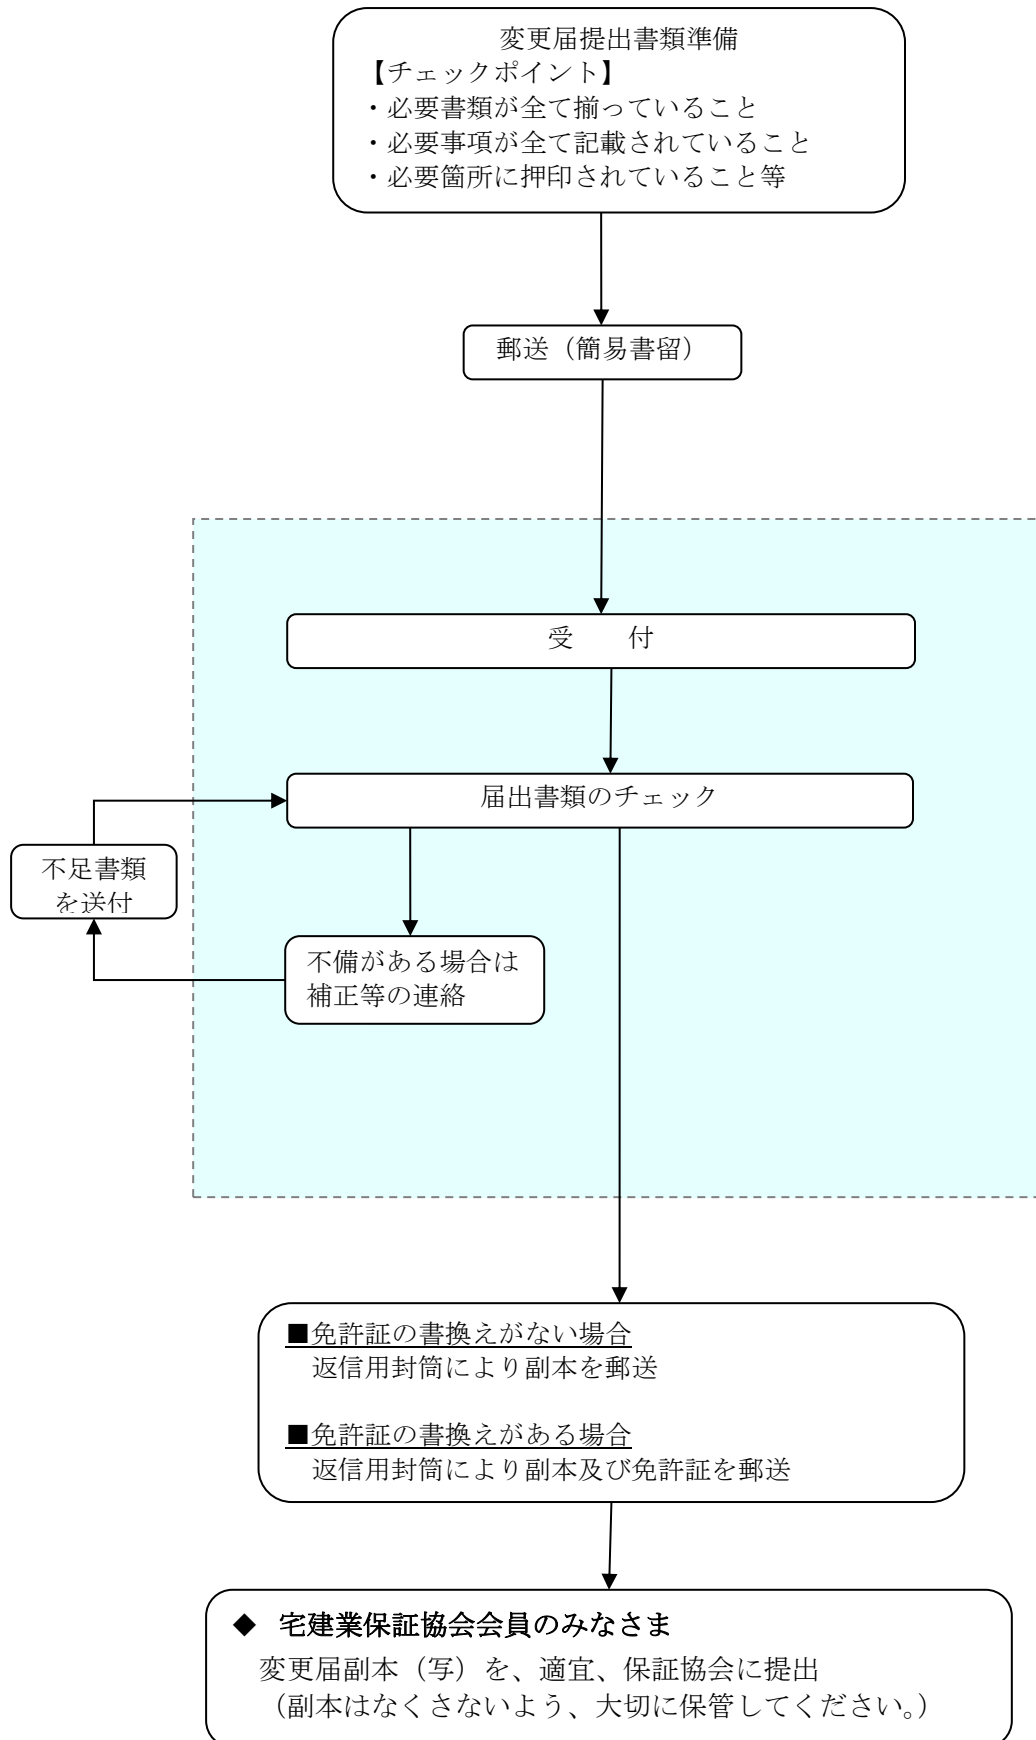 変更届提出書類準備
【チェックポイント】
・必要書類が全て揃っていること
・必要事項が全て記載されていること
・必要箇所に押印されていること等
郵送（簡易書留）
受　　付
届出書類のチェック
不足書類
を送付
不備がある場合は
補正等の連絡
■免許証の書換えがない場合
返信用封筒により副本を郵送
■免許証の書換えがある場合
返信用封筒により副本及び免許証を郵送
◆ 宅建業保証協会会員のみなさま
変更届副本（写）を、適宜、保証協会に提出
（副本はなくさないよう、大切に保管してください。）